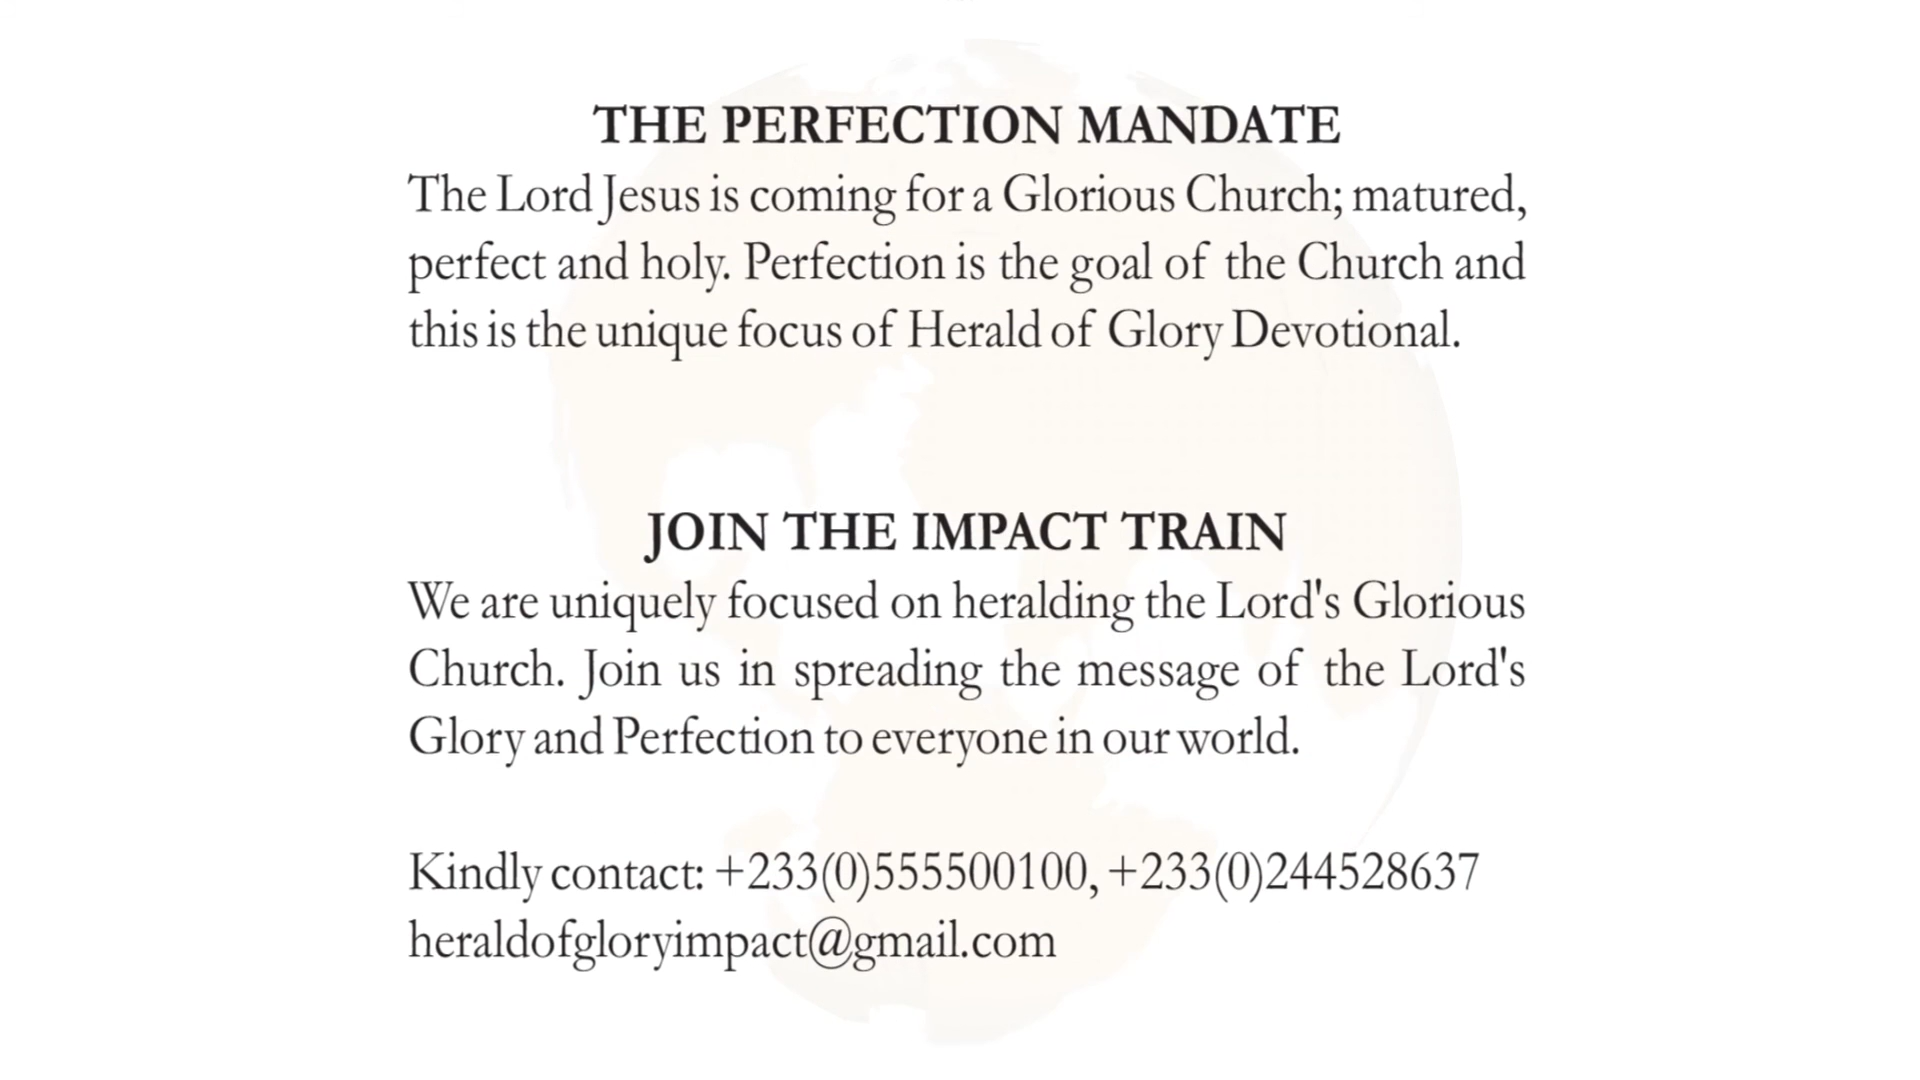 THE PERFECTION MANDATE
The Lord Jesus is coming for a Glorious Church; matured,
perfect and holy. Perfection is the goal of the Church and
this is the unique focus of Herald of Glory Devotional.
JOIN THE IMPACT TRAIN
We are uniquely focused on heralding the Lord's Glorious
Church. Join us in spreading the message of the Lord's
Glory and Perfection to everyone in our world.
Kindly contact: +233(0)555500100, +233(0)244528637
heraldofgloryimpact@gmail.com